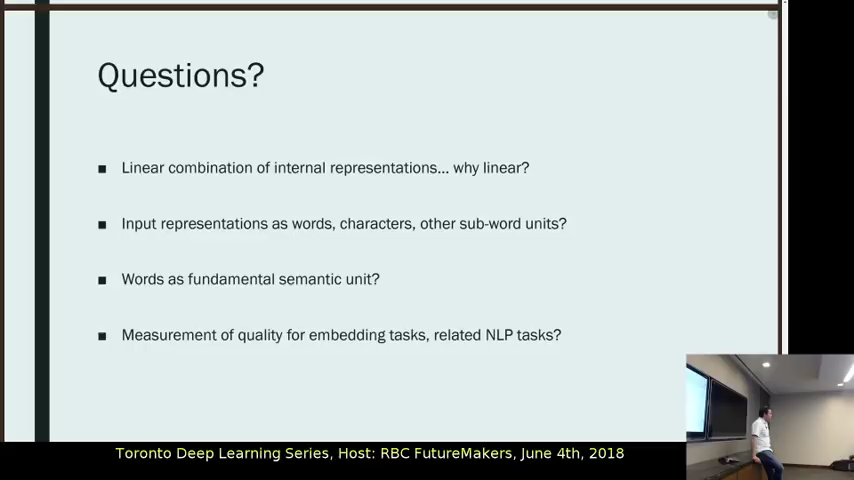 Questions?
■ Linear combination of internal representations... why linear?
■ Input representations as words, characters, other sub-word units?
■ Words as fundamental semantic unit?
■ Measurement of quality for embedding tasks, related NLP tasks?
Toronto Deep Learning Series, Host: RBC FutureMakers, June 4th, 2018